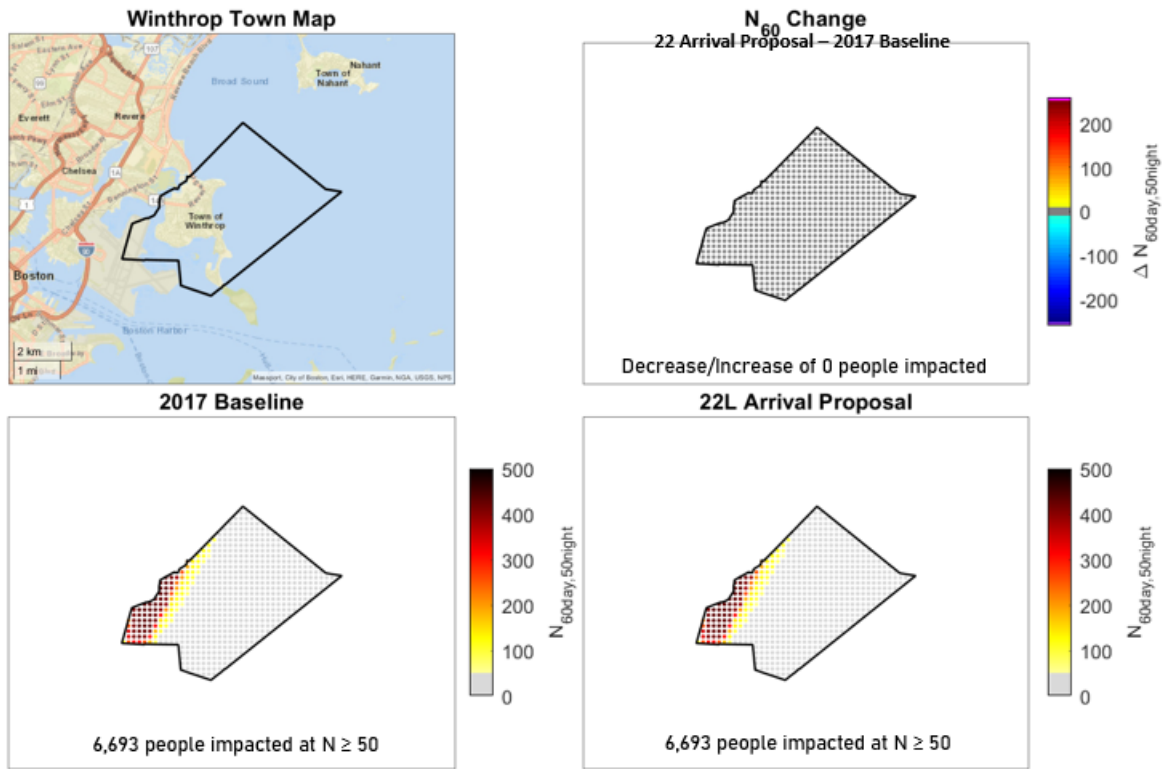 Winthrop Town Map
Nahant
Town of
Nahant
Broad Sound
107
99
Everett
Revere
Chelsea
1A
1
Town of
Winthrop
Boston
Boston Harbor
2 km
1 mi
Massport, City of Boston, Esri, HERE, Garmin, NGA, USGS, NPS
N60 Change
22 Arrival Proposal – 2017 Baseline
200
100
0
-100
-200
Δ N60day,50night
Decrease/Increase of 0 people impacted
2017 Baseline
500
400
300
200
100
0
N60day,50night
6,693 people impacted at N ≥ 50
22L Arrival Proposal
500
400
300
200
100
0
N60day,50night
6,693 people impacted at N ≥ 50